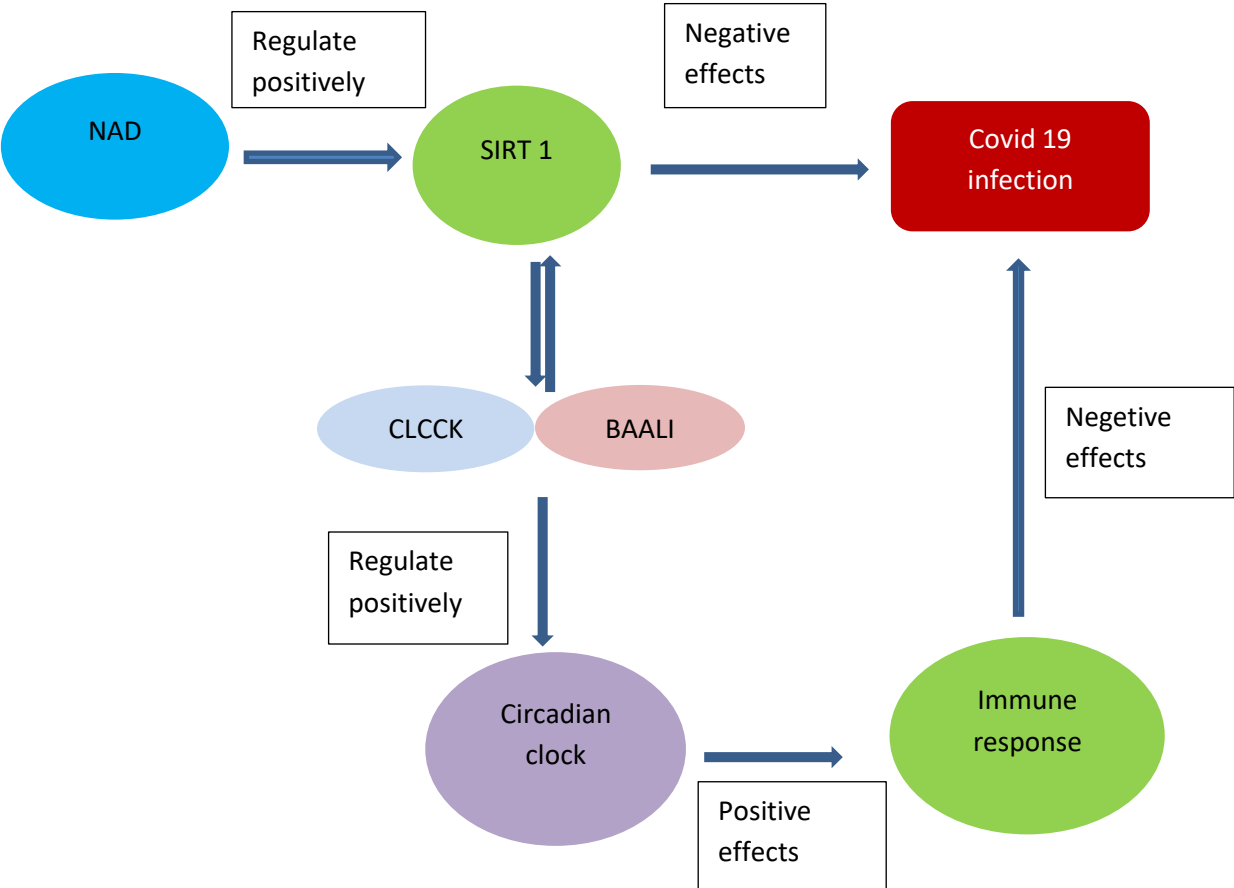 Regulate
positively
Negative
effects
NAD
SIRT 1
Covid 19
infection
CLCCK
BAALI
Negetive
effects
Regulate
positively
Circadian
clock
Immune
response
Positive
effects